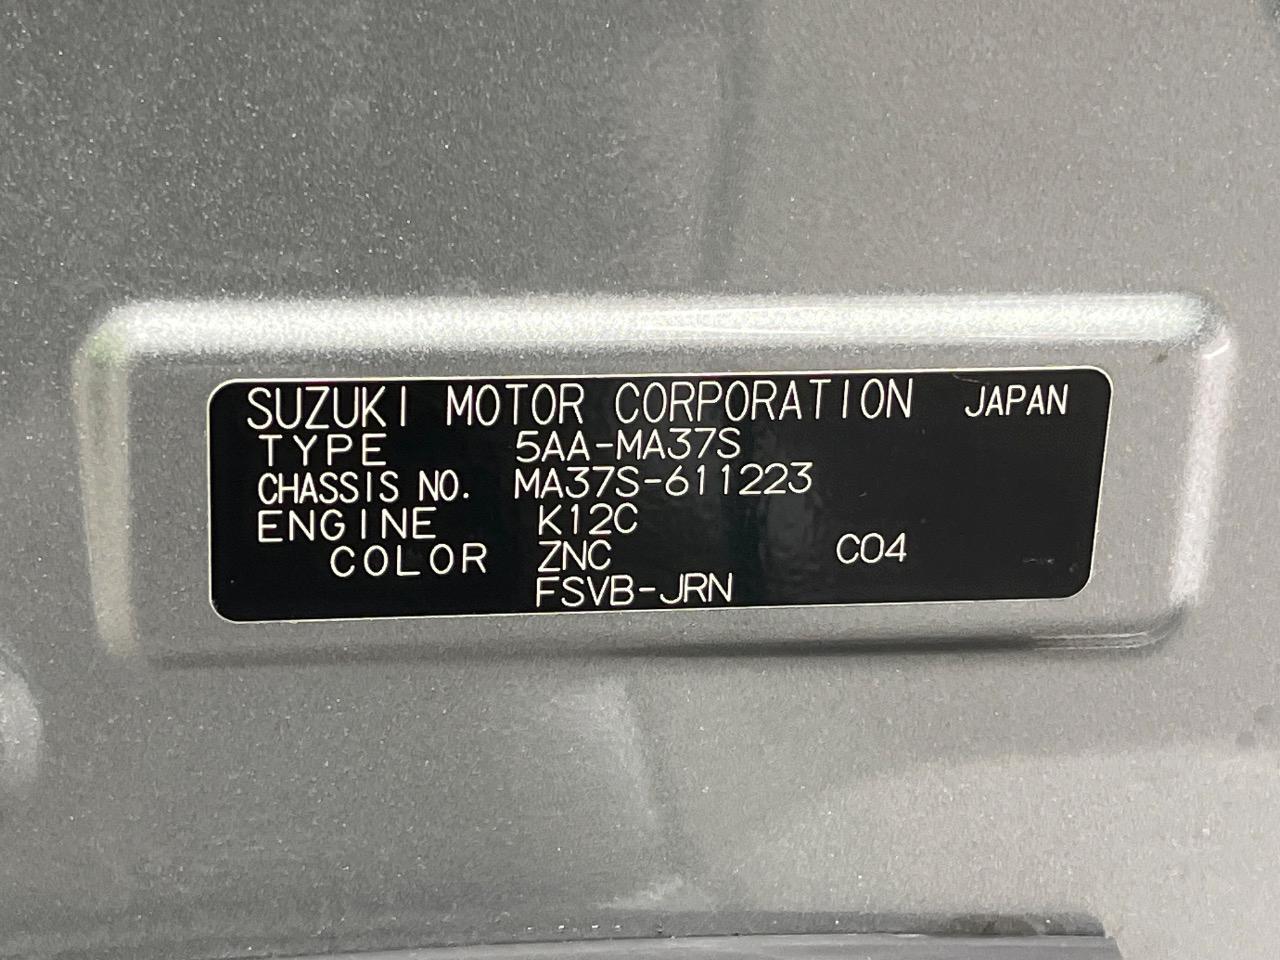 SUZUKI MOTOR CORPORATION JAPAN
TYPE 5AA-MA37S
CHASSIS NO. MA37S-611223
ENGINE K12C
COLOR ZNC C04
FSVB-JRN